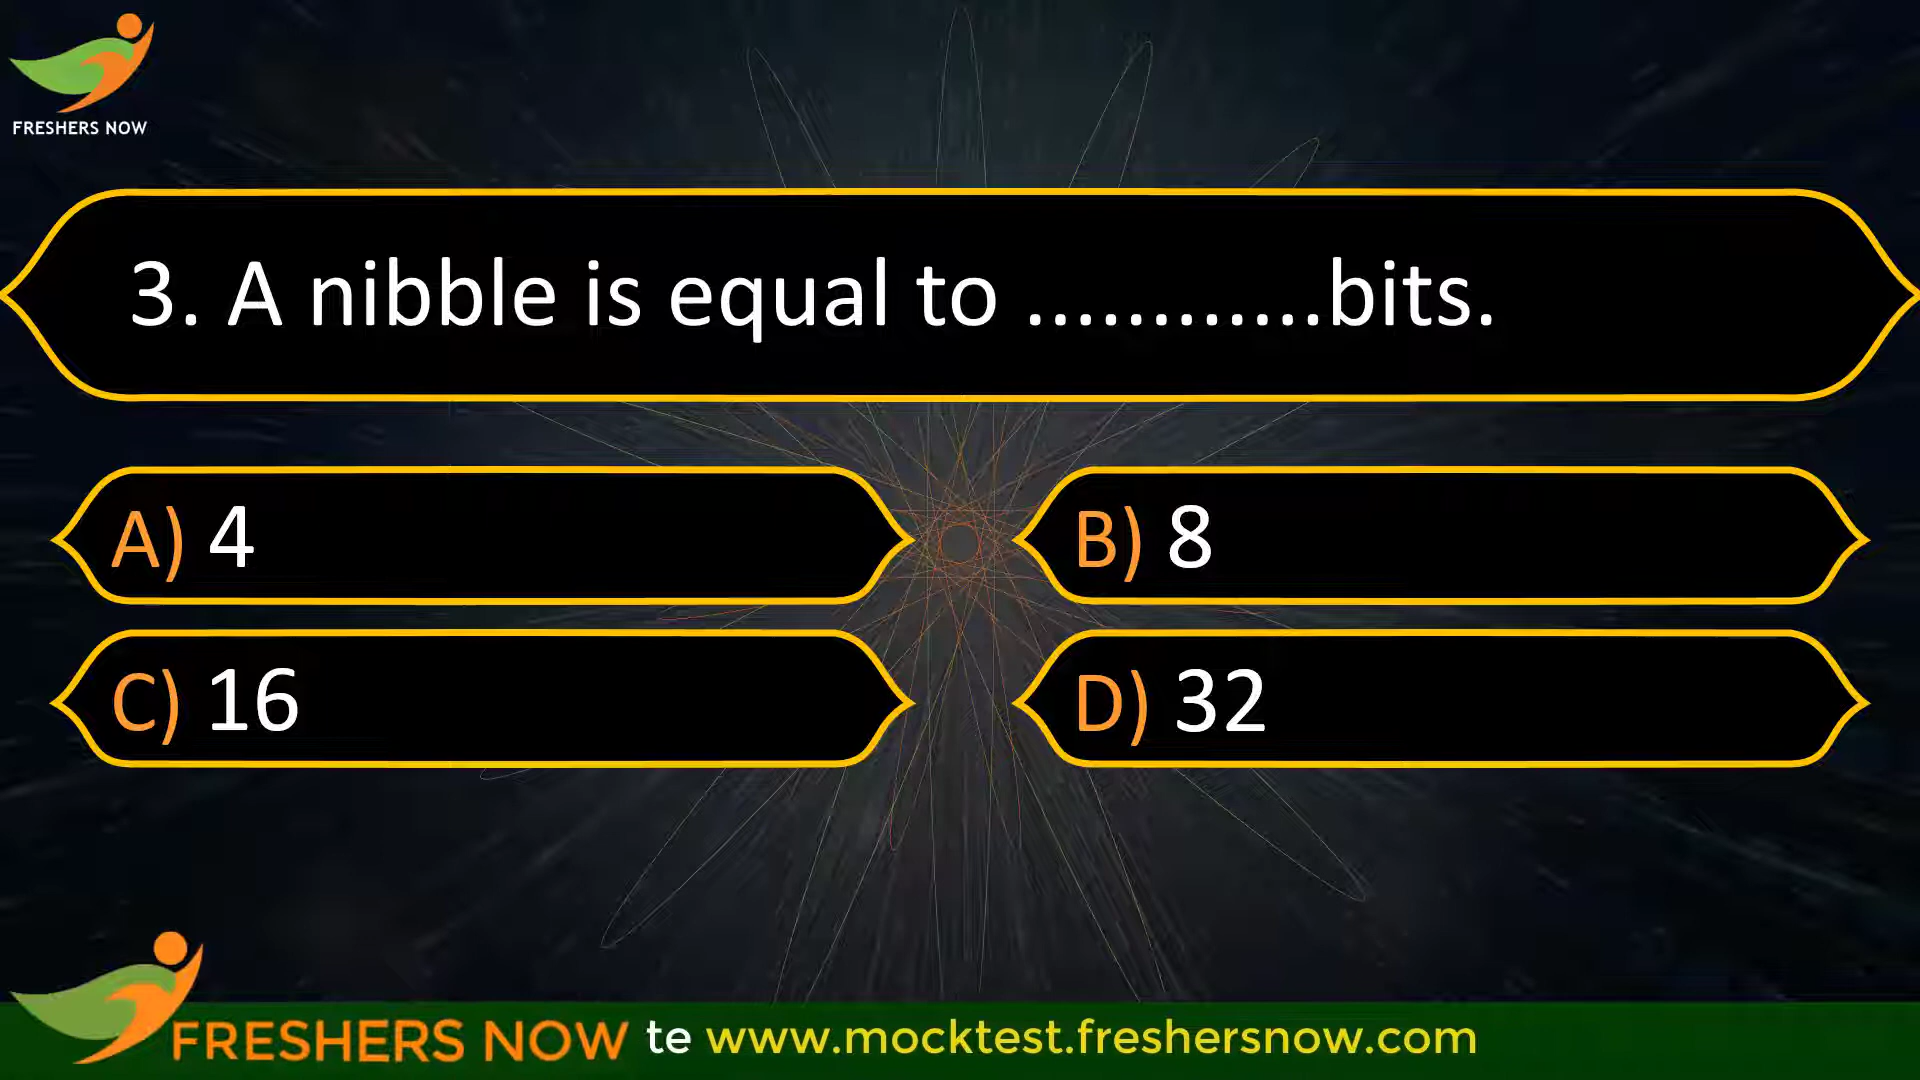 FRESHERS NOW
3. A nibble is equal to ............bits.
A) 4
B) 8
C) 16
D) 32
FRESHERS NOW te www.mocktest.freshersnow.com